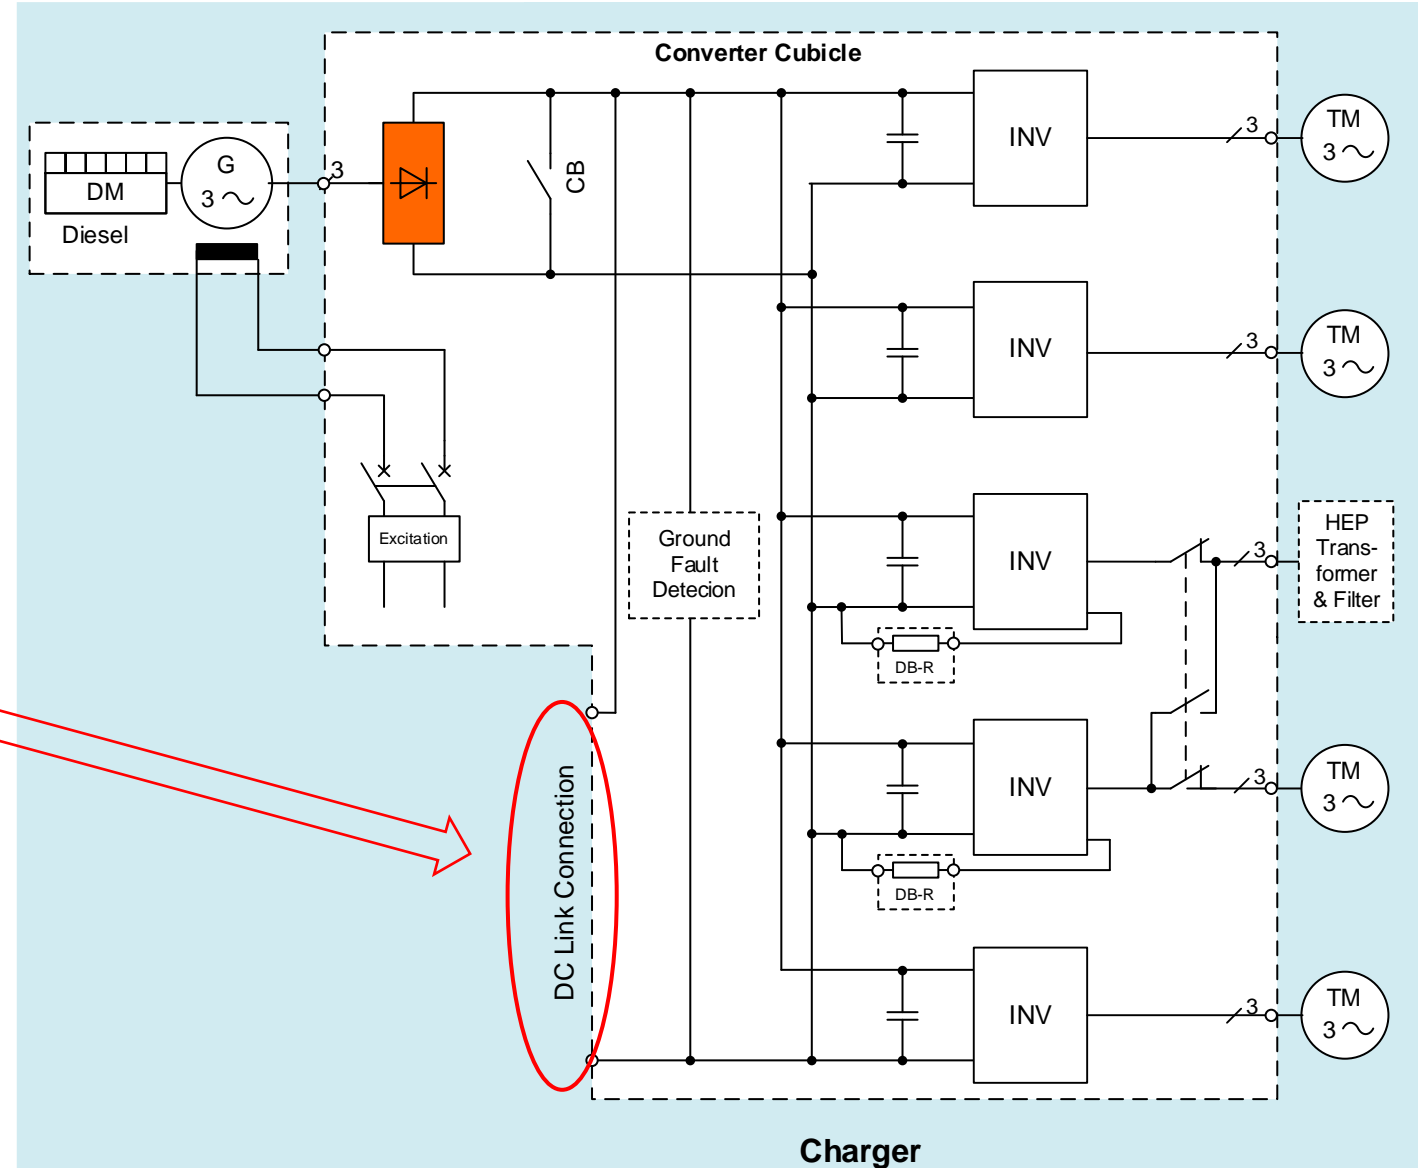 Converter Cubicle
DM
Diesel
G
3
3
CB
INV
3
TM
3
INV
3
TM
3
Excitation
Ground
Fault
Detecion
INV
DB-R
3
HEP
Trans-
former
& Filter
DC Link Connection
INV
DB-R
3
TM
3
INV
3
TM
3
Charger